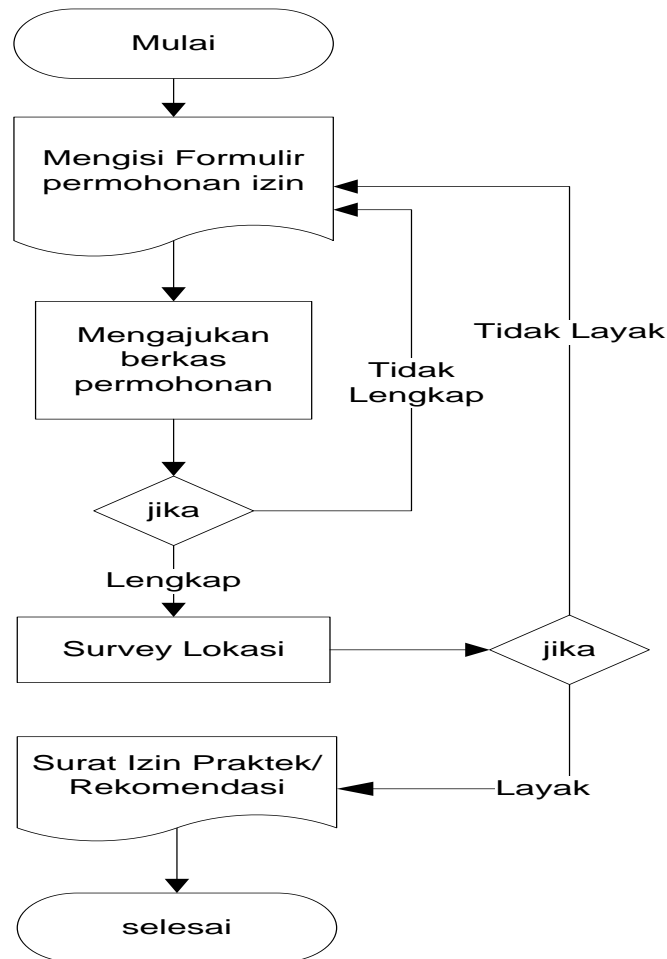 Mulai
Mengisi Formulir
permohonan izin
Mengajukan
berkas
permohonan
Tidak Layak
Tidak
Lengkap
jika
Lengkap
Survey Lokasi
jika
Surat Izin Praktek/
Rekomendasi
Layak
selesai